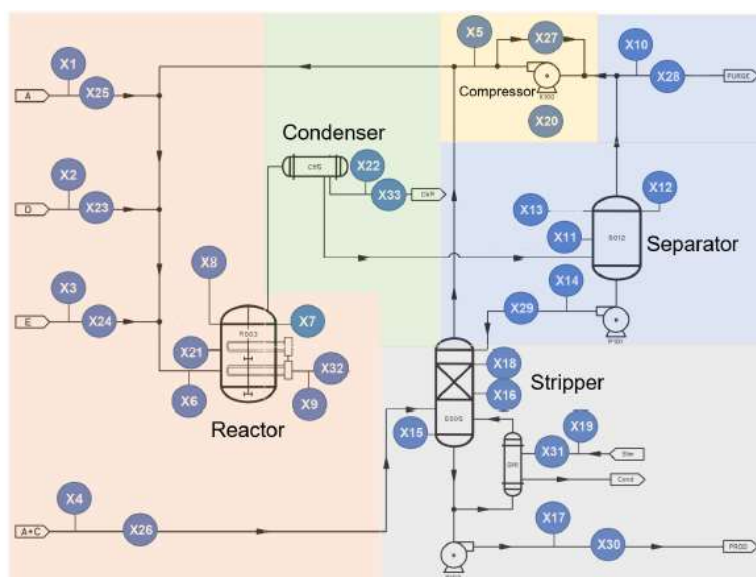 X5
X27
X10
X1
X28
PURGE
A
X25
Compressor
X20
Condenser
X2
X22
X12
X33
D
X23
X13
X11
Separator
X8
X3
X14
X29
E
X24
X7
X21
X18
X32
Stripper
X6
X9
X16
Reactor
X15
X19
X31
X4
Cond
X17
A+C
X26
X30
PROD